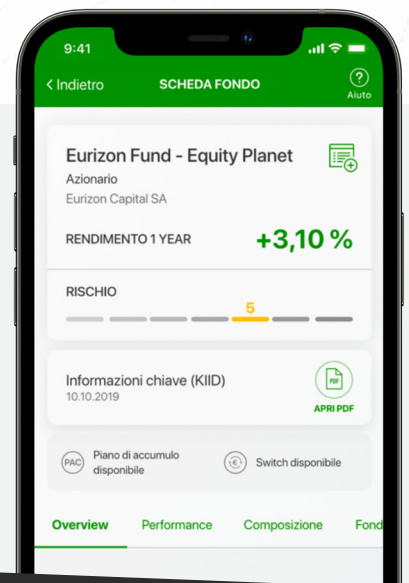 9:41
< Indietro
SCHEDA FONDO
?
Aiuto
Eurizon Fund - Equity Planet
Azionario
Eurizon Capital SA
RENDIMENTO 1 YEAR
+3,10 %
RISCHIO
5
Informazioni chiave (KIID)
10.10.2019
PDF
APRI PDF
PAC
Piano di accumulo
disponibile
€
Switch disponibile
Overview
Performance
Composizione
Fond